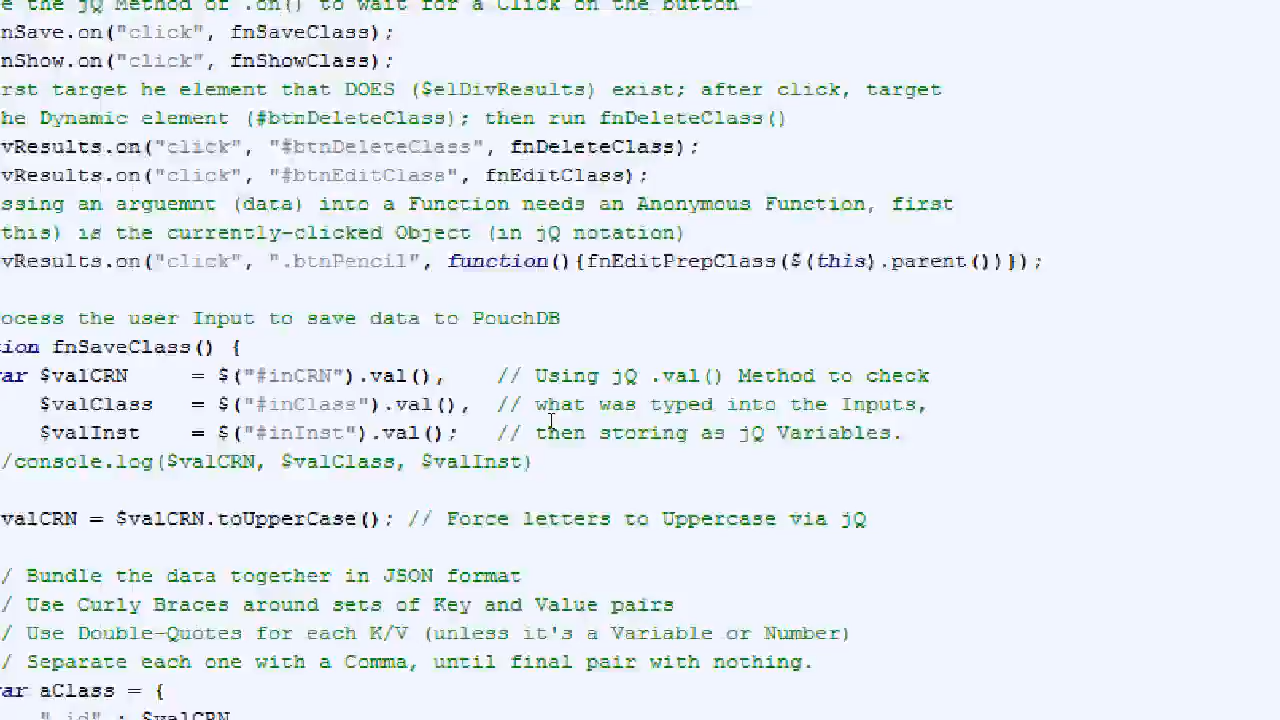 e the jQ Method of .on() to wait for a Click on the button
nSave.on("click", fnSaveClass);
nShow.on("click", fnShowClass);
rst target he element that DOES ($elDivResults) exist; after click, target
he Dynamic element (#btnDeleteClass); then run fnDeleteClass()
vResults.on("click", "#btnDeleteClass", fnDeleteClass);
vResults.on("click", "#btnEditClass", fnEditClass);
ssing an arguemnt (data) into a Function needs an Anonymous Function, first
this) is the currently-clicked Object (in jQ notation)
vResults.on("click", ".btnPencil", function(){fnEditPrepClass($(this).parent())});
ocess the user Input to save data to PouchDB
ion fnSaveClass() {
ar $valCRN     = $("#inCRN").val(),    // Using jQ .val() Method to check
$valClass   = $("#inClass").val(),  // what was typed into the Inputs,
$valInst    = $("#inInst").val();   // then storing as jQ Variables.
/console.log($valCRN, $valClass, $valInst)
valCRN = $valCRN.toUpperCase(); // Force letters to Uppercase via jQ
/ Bundle the data together in JSON format
/ Use Curly Braces around sets of Key and Value pairs
/ Use Double-Quotes for each K/V (unless it's a Variable or Number)
/ Separate each one with a Comma, until final pair with nothing.
ar aClass = {
"_id" : $valCRN